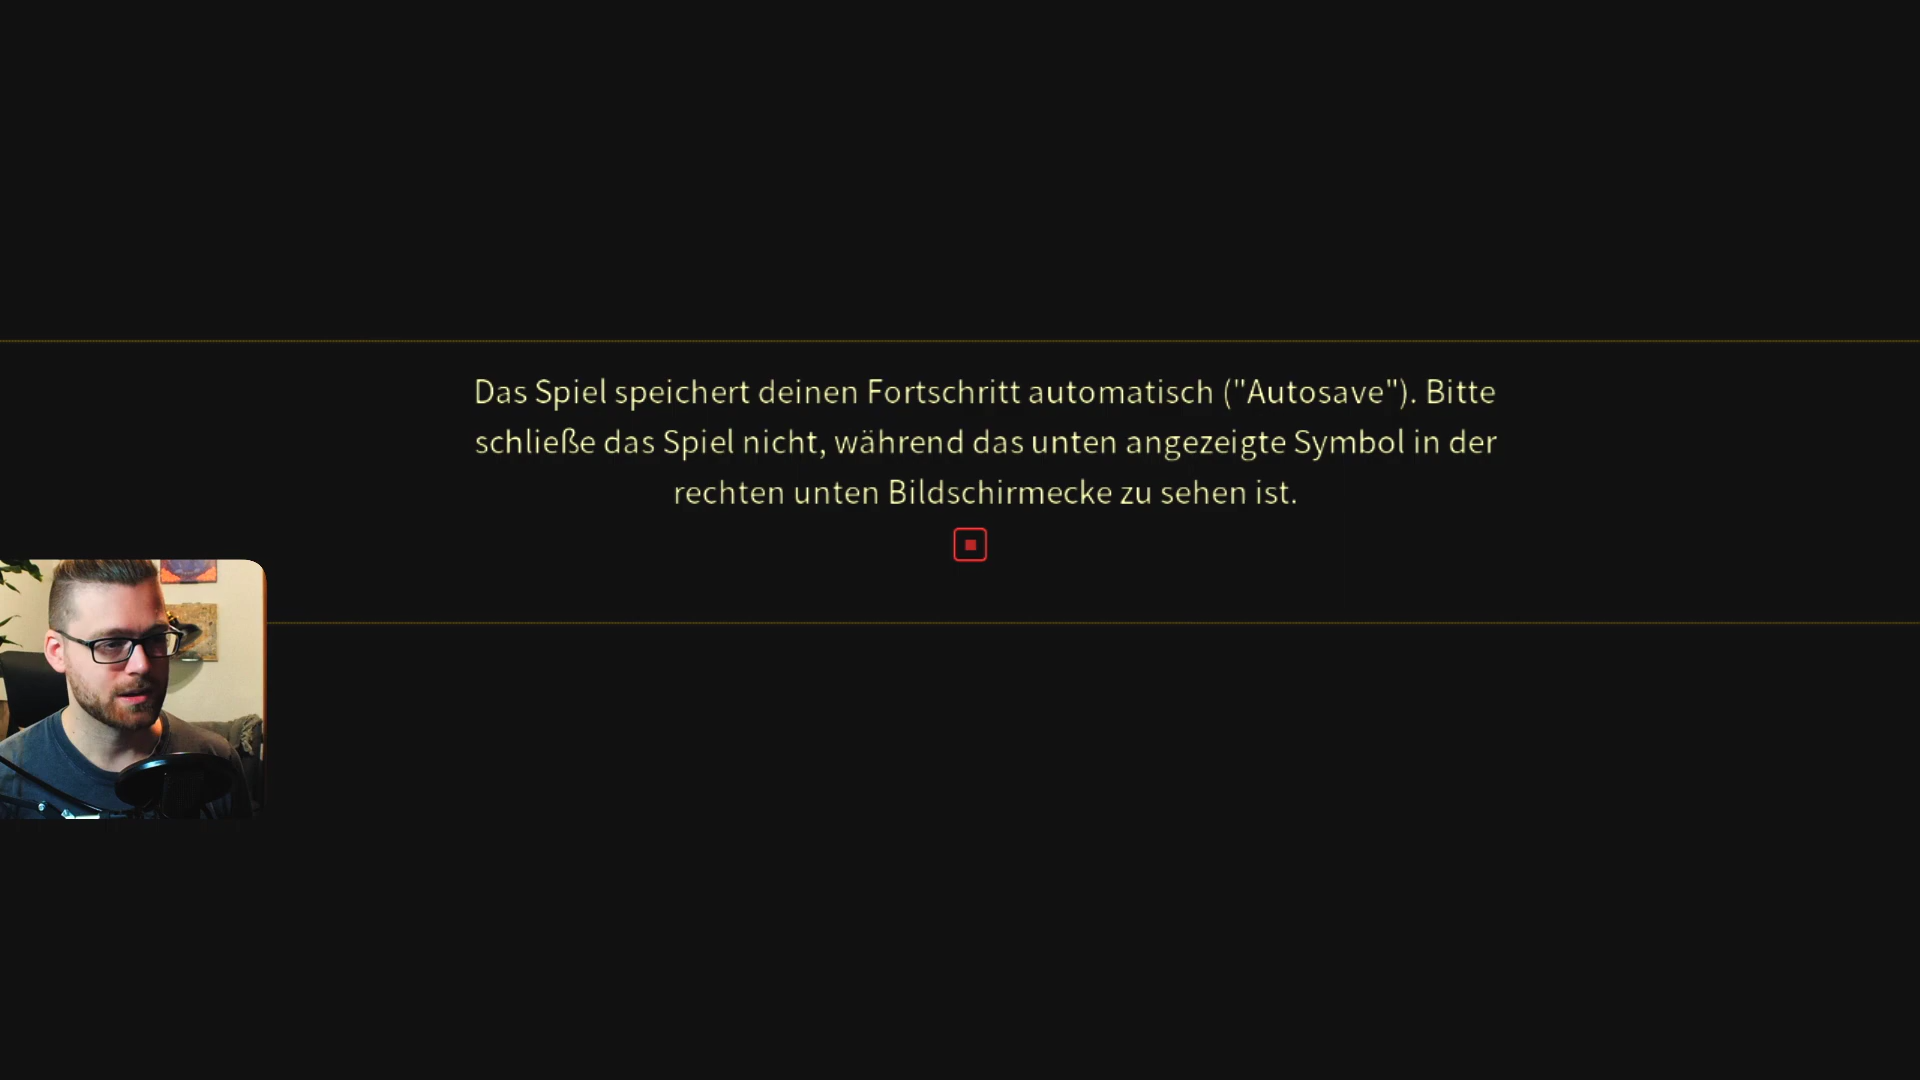 Das Spiel speichert deinen Fortschritt automatisch ("Autosave"). Bitte
schließe das Spiel nicht, während das unten angezeigte Symbol in der
rechten unten Bildschirmecke zu sehen ist.